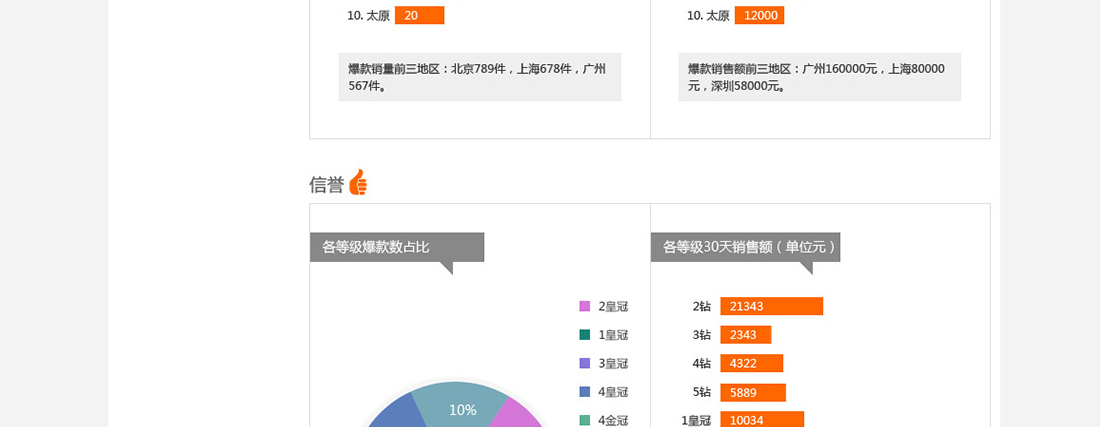 10. 太原 20
10. 太原 12000
爆款销量前三地区：北京789件，上海678件，广州
567件。
爆款销售额前三地区：广州160000元，上海80000
元，深圳58000元。
信誉
各等级爆款数占比
各等级30天销售额（单位元）
2皇冠
1皇冠
3皇冠
4皇冠
4金冠
10%
2钻 21343
3钻 2343
4钻 4322
5钻 5889
1皇冠 10034